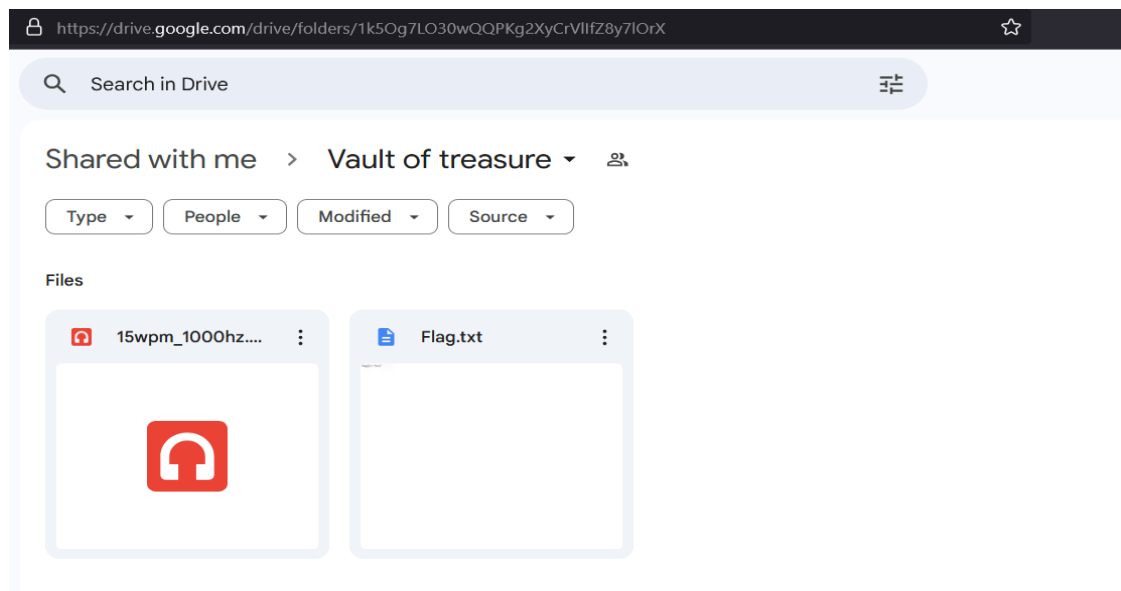 https://drive.google.com/drive/folders/1k5Og7LO30wQQPKg2XyCrVlIfZ8y7lOrX
Search in Drive
Shared with me > Vault of treasure
Type People Modified Source
Files
15wpm_1000hz.... Flag.txt